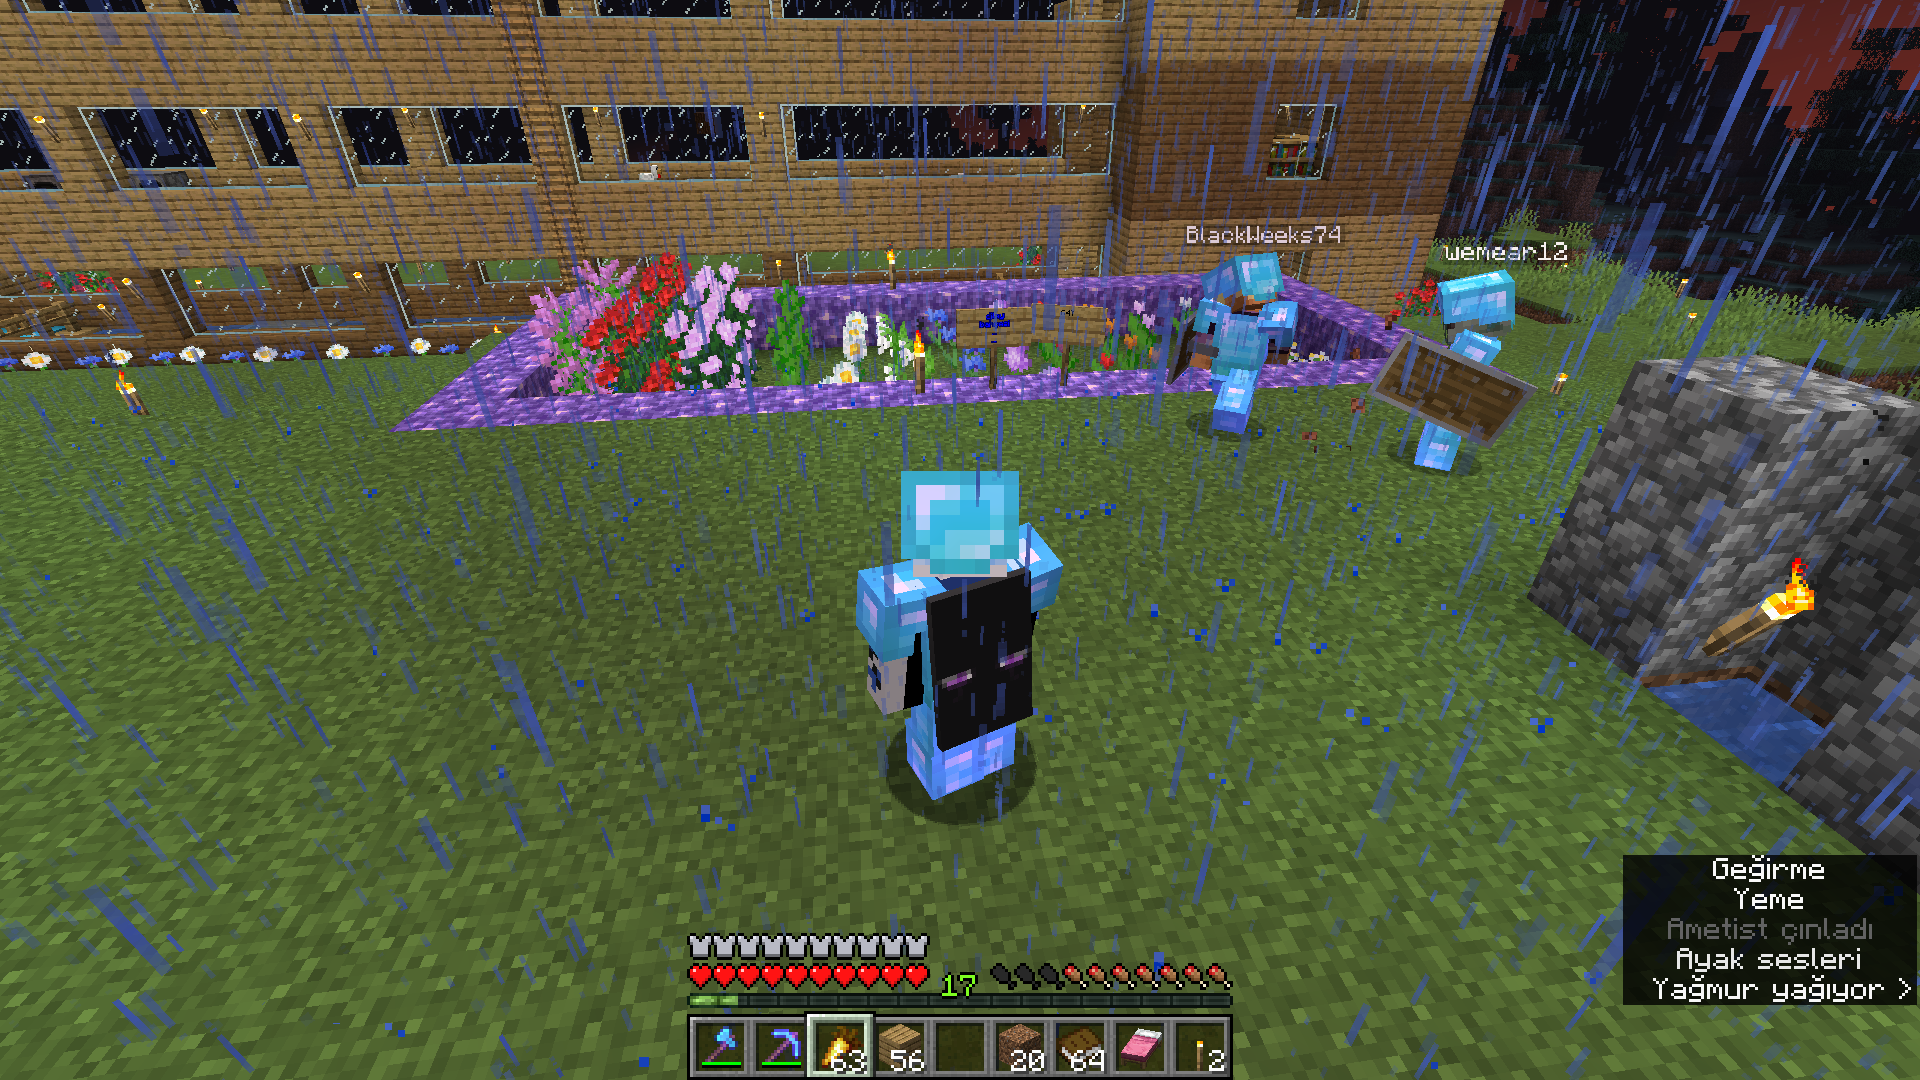 BlackWeeks74
wemear12
Geğirme
Yeme
Ametist çınladı
Ayak sesleri
Yağmur yağıyor >
17
63
56
20
64
2